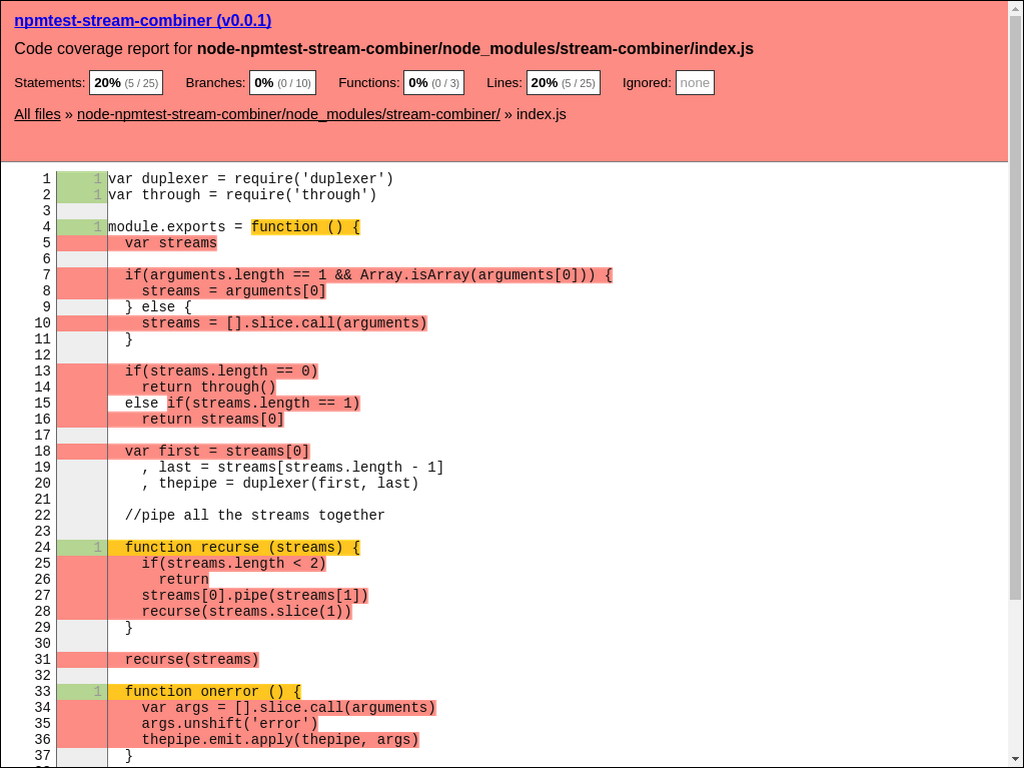 npmtest-stream-combiner (v0.0.1)
Code coverage report for node-npmtest-stream-combiner/node_modules/stream-combiner/index.js
Statements: 20% (5 / 25) Branches: 0% (0 / 10) Functions: 0% (0 / 3) Lines: 20% (5 / 25) Ignored: none
All files » node-npmtest-stream-combiner/node_modules/stream-combiner/ » index.js
1 1 var duplexer = require('duplexer')
2 1 var through = require('through')
3
4 1 module.exports = function () {
5   var streams
6
7   if(arguments.length == 1 && Array.isArray(arguments[0])) {
8     streams = arguments[0]
9   } else {
10     streams = [].slice.call(arguments)
11   }
12
13   if(streams.length == 0)
14     return through()
15   else if(streams.length == 1)
16     return streams[0]
17
18   var first = streams[0]
19     , last = streams[streams.length - 1]
20     , thepipe = duplexer(first, last)
21
22   //pipe all the streams together
23
24 1   function recurse (streams) {
25     if(streams.length < 2)
26       return
27     streams[0].pipe(streams[1])
28     recurse(streams.slice(1))
29   }
30
31   recurse(streams)
32
33 1   function onerror () {
34     var args = [].slice.call(arguments)
35     args.unshift('error')
36     thepipe.emit.apply(thepipe, args)
37   }